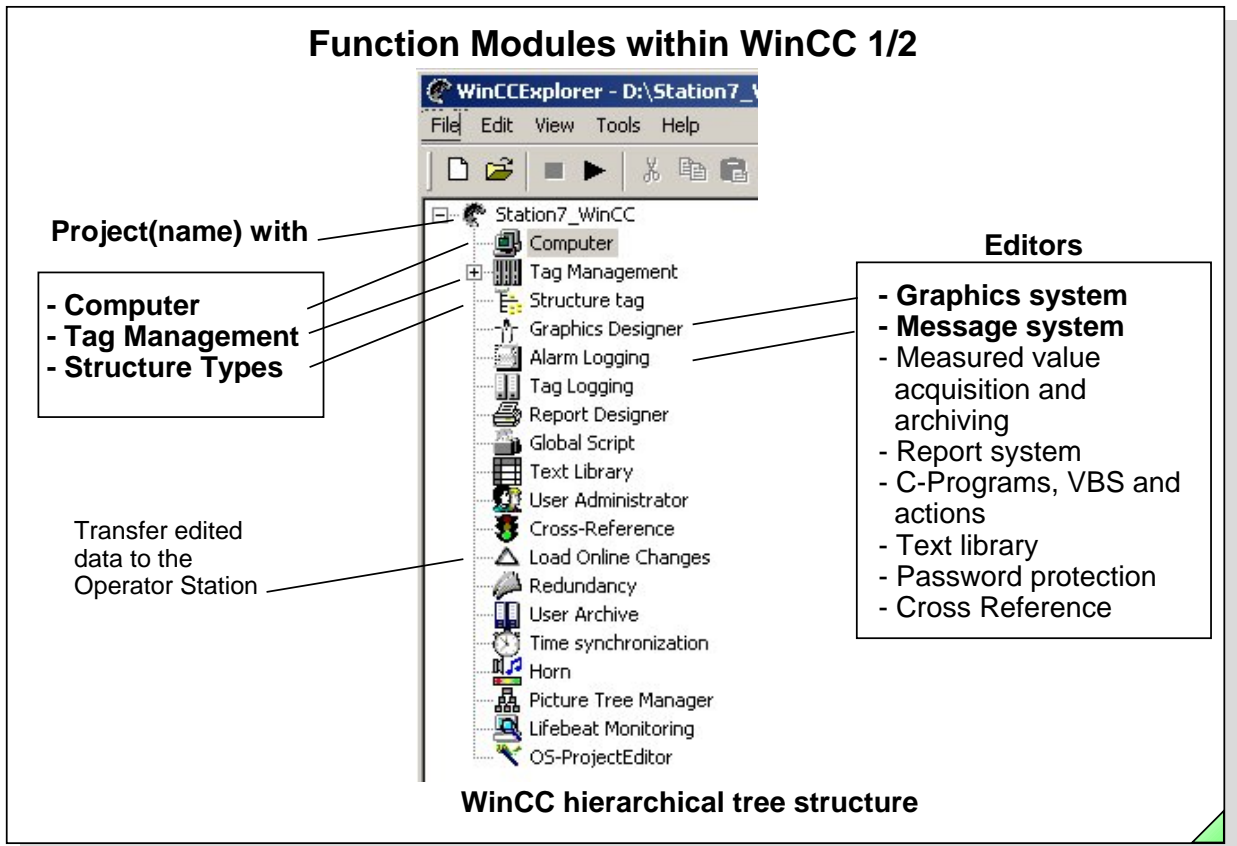 Function Modules within WinCC 1/2
WinCCExplorer - D:\Station7_
File Edit View Tools Help
Station7_WinCC
Computer
Tag Management
Structure tag
Graphics Designer
Alarm Logging
Tag Logging
Report Designer
Global Script
Text Library
User Administrator
Cross-Reference
Load Online Changes
Redundancy
User Archive
Time synchronization
Horn
Picture Tree Manager
Lifebeat Monitoring
OS-ProjectEditor
Project(name) with
- Computer
- Tag Management
- Structure Types
Transfer edited
data to the
Operator Station
Editors
- Graphics system
- Message system
- Measured value
acquisition and
archiving
- Report system
- C-Programs, VBS and
actions
- Text library
- Password protection
- Cross Reference
WinCC hierarchical tree structure